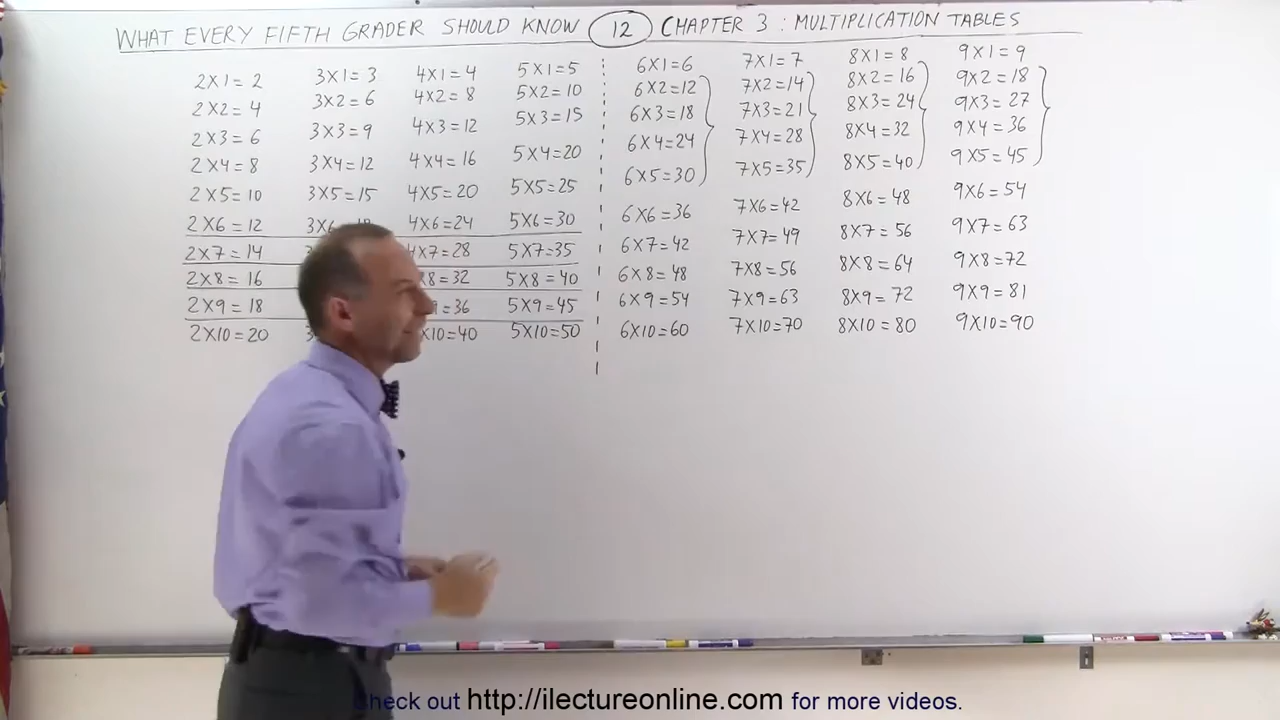 WHAT EVERY FIFTH GRADER SHOULD KNOW 12 CHAPTER 3 : MULTIPLICATION TABLES
2X1=2
2X2=4
2X3=6
2X4=8
2X5=10
2X6=12
2X7=14
2X8=16
2X9=18
2X10=20
3X1=3
3X2=6
3X3=9
3X4=12
3X5=15
3X6
4X1=4
4X2=8
4X3=12
4X4=16
4X5=20
4X6=24
4X7=28
X8=32
=36
X10=40
5X1=5
5X2=10
5X3=15
5X4=20
5X5=25
5X6=30
5X7=35
5X8=40
5X9=45
5X10=50
6X1=6
6X2=12
6X3=18
6X4=24
6X5=30
6X6=36
6X7=42
6X8=48
6X9=54
6X10=60
7X1=7
7X2=14
7X3=21
7X4=28
7X5=35
7X6=42
7X7=49
7X8=56
7X9=63
7X10=70
8X1=8
8X2=16
8X3=24
8X4=32
8X5=40
8X6=48
8X7=56
8X8=64
8X9=72
8X10=80
9X1=9
9X2=18
9X3=27
9X4=36
9X5=45
9X6=54
9X7=63
9X8=72
9X9=81
9X10=90
Check out http://ilectureonline.com for more videos.